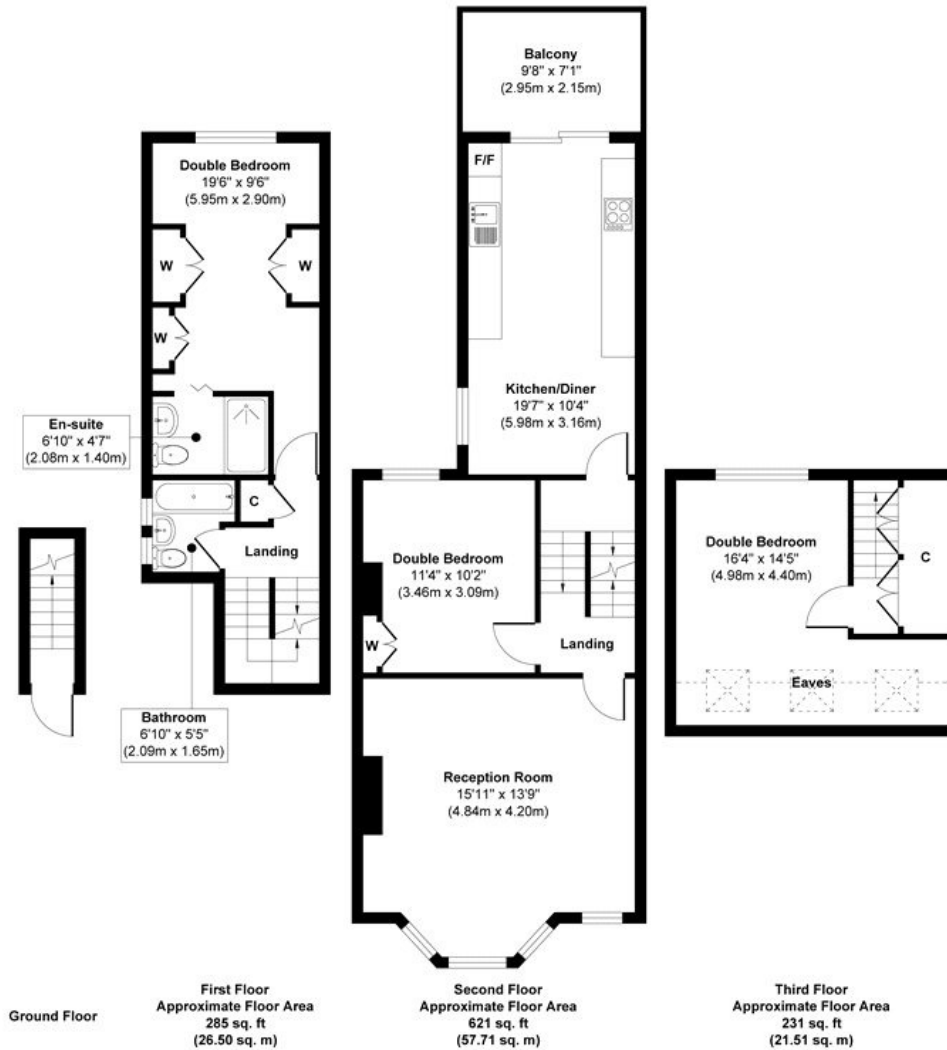 Balcony
9'8" x 7'1"
(2.95m x 2.15m)
Double Bedroom
19'6" x 9'6"
(5.95m x 2.90m)
F/F
W
W
W
Kitchen/Diner
19'7" x 10'4"
(5.98m x 3.16m)
En-suite
6'10" x 4'7"
(2.08m x 1.40m)
C
Landing
Double Bedroom
11'4" x 10'2"
(3.46m x 3.09m)
W
Landing
Double Bedroom
16'4" x 14'5"
(4.98m x 4.40m)
C
Eaves
Bathroom
6'10" x 5'5"
(2.09m x 1.65m)
Reception Room
15'11" x 13'9"
(4.84m x 4.20m)
Ground Floor
First Floor
Approximate Floor Area
285 sq. ft
(26.50 sq. m)
Second Floor
Approximate Floor Area
621 sq. ft
(57.71 sq. m)
Third Floor
Approximate Floor Area
231 sq. ft
(21.51 sq. m)